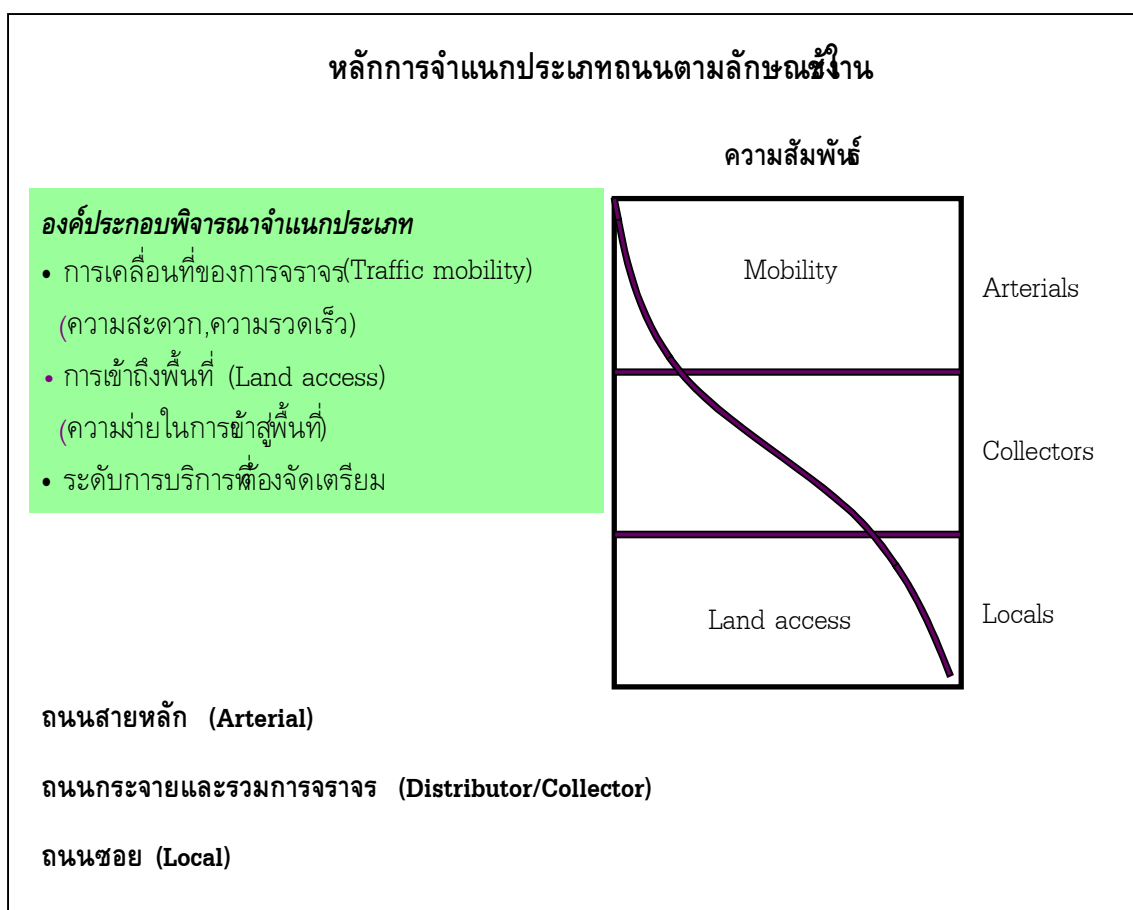 หลักการจำแนกประเภทถนนตามลักษณะใช้งาน
ความสัมพันธ์
องค์ประกอบพิจารณาจำแนกประเภท
• การเคลื่อนที่ของการจราจร(Traffic mobility)
(ความสะดวก,ความรวดเร็ว)
• การเข้าถึงพื้นที่ (Land access)
(ความง่ายในการเข้าสู่พื้นที่)
• ระดับการบริการที่ต้องจัดเตรียม
Mobility
Arterials
Collectors
Land access
Locals
ถนนสายหลัก (Arterial)
ถนนกระจายและรวมการจราจร (Distributor/Collector)
ถนนซอย (Local)